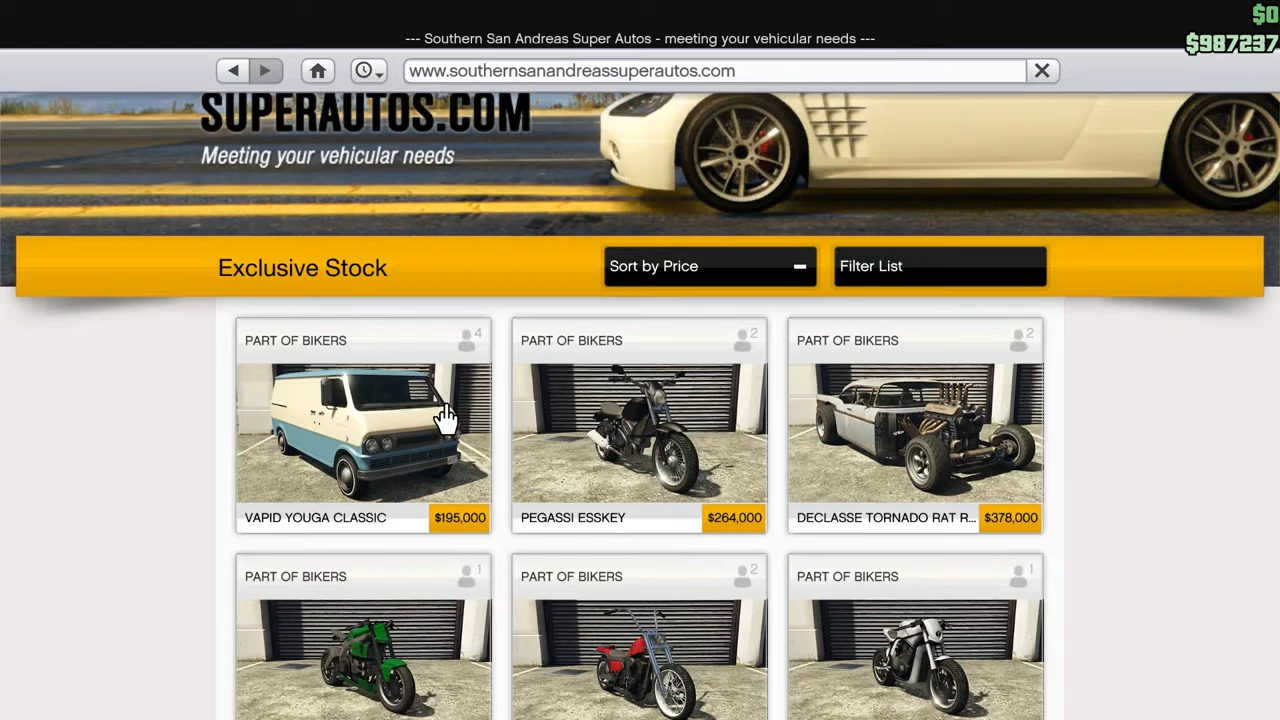 $0
--- Southern San Andreas Super Autos - meeting your vehicular needs ---
$987237
www.southernsanandreassuperautos.com
SUPERAUTOS.COM
Meeting your vehicular needs
Exclusive Stock
Sort by Price
Filter List
PART OF BIKERS 4
PART OF BIKERS 2
PART OF BIKERS 2
VAPID YOUGA CLASSIC $195,000
PEGASSI ESSKEY $264,000
DECLASSE TORNADO RAT R... $378,000
PART OF BIKERS 1
PART OF BIKERS 2
PART OF BIKERS 1